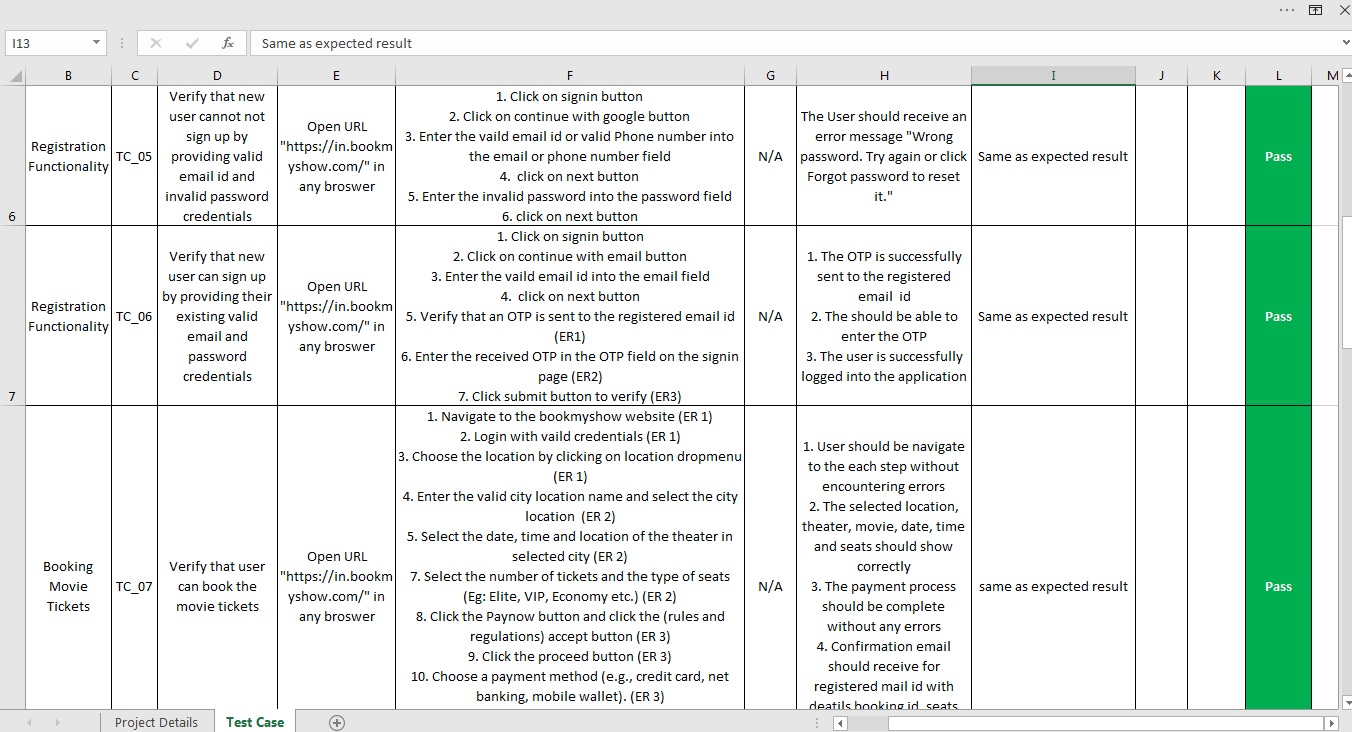 I13
fx
Same as expected result
B C D E F G H I J K L M
6
Registration
Functionality
TC_05
Verify that new
user cannot not
sign up by
providing valid
email id and
invalid password
credentials
Open URL
"https://in.bookm
yshow.com/" in
any broswer
1. Click on signin button
2. Click on continue with google button
3. Enter the vaild email id or valid Phone number into
the email or phone number field
4. click on next button
5. Enter the invalid password into the password field
6. click on next button
N/A
The User should receive an
error message "Wrong
password. Try again or click
Forgot password to reset
it."
Same as expected result
Pass
7
Registration
Functionality
TC_06
Verify that new
user can sign up
by providing their
existing valid
email and
password
credentials
Open URL
"https://in.bookm
yshow.com/" in
any broswer
1. Click on signin button
2. Click on continue with email button
3. Enter the vaild email id into the email field
4. click on next button
5. Verify that an OTP is sent to the registered email id
(ER1)
6. Enter the received OTP in the OTP field on the signin
page (ER2)
7. Click submit button to verify (ER3)
N/A
1. The OTP is successfully
sent to the registered
email id
2. The should be able to
enter the OTP
3. The user is successfully
logged into the application
Same as expected result
Pass
Booking
Movie
Tickets
TC_07
Verify that user
can book the
movie tickets
Open URL
"https://in.bookm
yshow.com/" in
any broswer
1. Navigate to the bookmyshow website (ER 1)
2. Login with vaild credentials (ER 1)
3. Choose the location by clicking on location dropmenu
(ER 1)
4. Enter the valid city location name and select the city
location (ER 2)
5. Select the date, time and location of the theater in
selected city (ER 2)
7. Select the number of tickets and the type of seats
(Eg: Elite, VIP, Economy etc.) (ER 2)
8. Click the Paynow button and click the (rules and
regulations) accept button (ER 3)
9. Click the proceed button (ER 3)
10. Choose a payment method (e.g., credit card, net
banking, mobile wallet). (ER 3)
N/A
1. User should be navigate
to the each step without
encountering errors
2. The selected location,
theater, movie, date, time
and seats should show
correctly
3. The payment process
should be complete
without any errors
4. Confirmation email
should receive for
registered mail id with
deatils booking id, seats
same as expected result
Pass
Project Details
Test Case